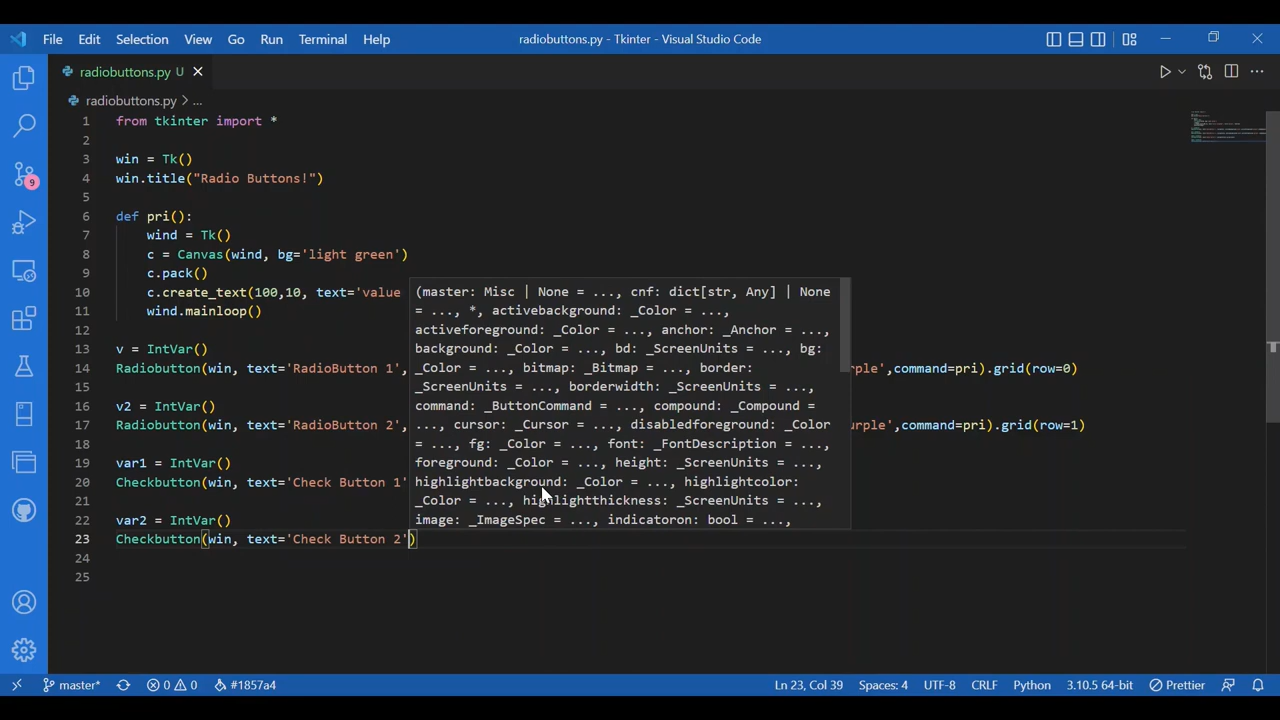 File Edit Selection View Go Run Terminal Help radiobuttons.py - Tkinter - Visual Studio Code
radiobuttons.py U
radiobuttons.py > ...
1 from tkinter import *
2
3 win = Tk()
4 win.title("Radio Buttons!")
5
6 def pri():
7 wind = Tk()
8 c = Canvas(wind, bg='light green')
9 c.pack()
10 c.create_text(100,10, text='value
11 wind.mainloop()
12
13 v = IntVar()
14 Radiobutton(win, text='RadioButton 1', ple',command=pri).grid(row=0)
15
16 v2 = IntVar()
17 Radiobutton(win, text='RadioButton 2', rple',command=pri).grid(row=1)
18
19 var1 = IntVar()
20 Checkbutton(win, text='Check Button 1'
21
22 var2 = IntVar()
23 Checkbutton(win, text='Check Button 2')
24
25
(master: Misc | None = ..., cnf: dict[str, Any] | None
= ..., *, activebackground: _Color = ...,
activeforeground: _Color = ..., anchor: _Anchor = ...,
background: _Color = ..., bd: _ScreenUnits = ..., bg:
_Color = ..., bitmap: _Bitmap = ..., border:
_ScreenUnits = ..., borderwidth: _ScreenUnits = ...,
command: _ButtonCommand = ..., compound: _Compound =
..., cursor: _Cursor = ..., disabledforeground: _Color
= ..., fg: _Color = ..., font: _FontDescription = ...,
foreground: _Color = ..., height: _ScreenUnits = ...,
highlightbackground: _Color = ..., highlightcolor:
_Color = ..., highlightthickness: _ScreenUnits = ...,
image: _ImageSpec = ..., indicatoron: bool = ...,
9
master* 0 0 #1857a4 Ln 23, Col 39 Spaces: 4 UTF-8 CRLF Python 3.10.5 64-bit Prettier